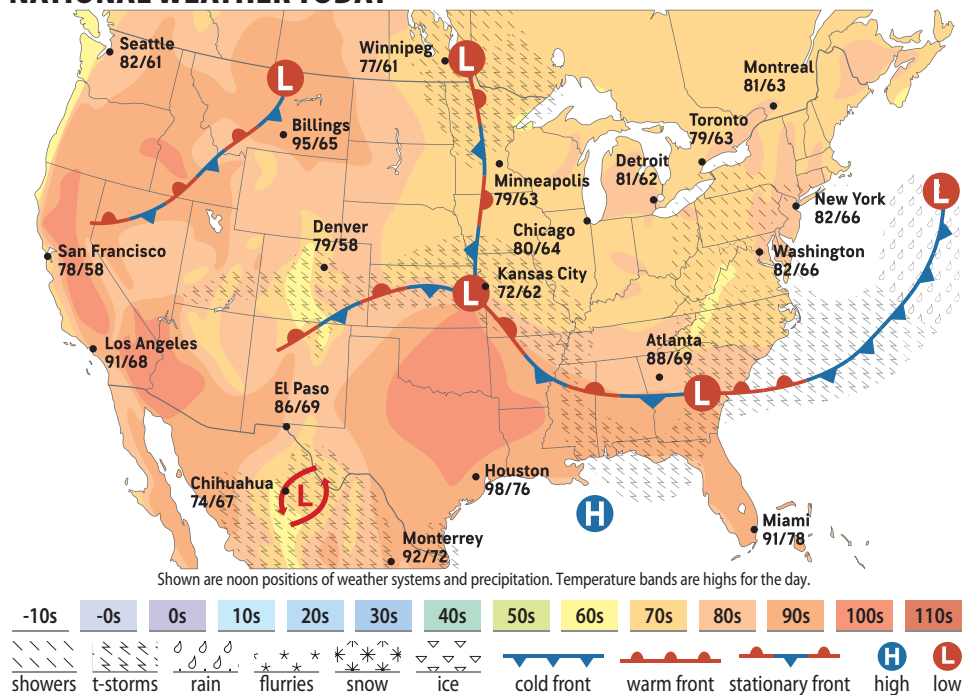 NATIONAL WEATHER TODAY
Seattle
82/61
Winnipeg
77/61
L
L
Montreal
81/63
Billings
95/65
Toronto
79/63
Minneapolis
79/63
Detroit
81/62
L
New York
82/66
Chicago
80/64
Denver
79/58
San Francisco
78/58
Washington
82/66
Kansas City
72/62
L
Los Angeles
91/68
Atlanta
88/69
El Paso
86/69
L
Chihuahua
74/67
L
Houston
98/76
H
Miami
91/78
Monterrey
92/72
Shown are noon positions of weather systems and precipitation. Temperature bands are highs for the day.
-10s -0s 0s 10s 20s 30s 40s 50s 60s 70s 80s 90s 100s 110s
H L
showers t-storms rain flurries snow ice cold front warm front stationary front high low